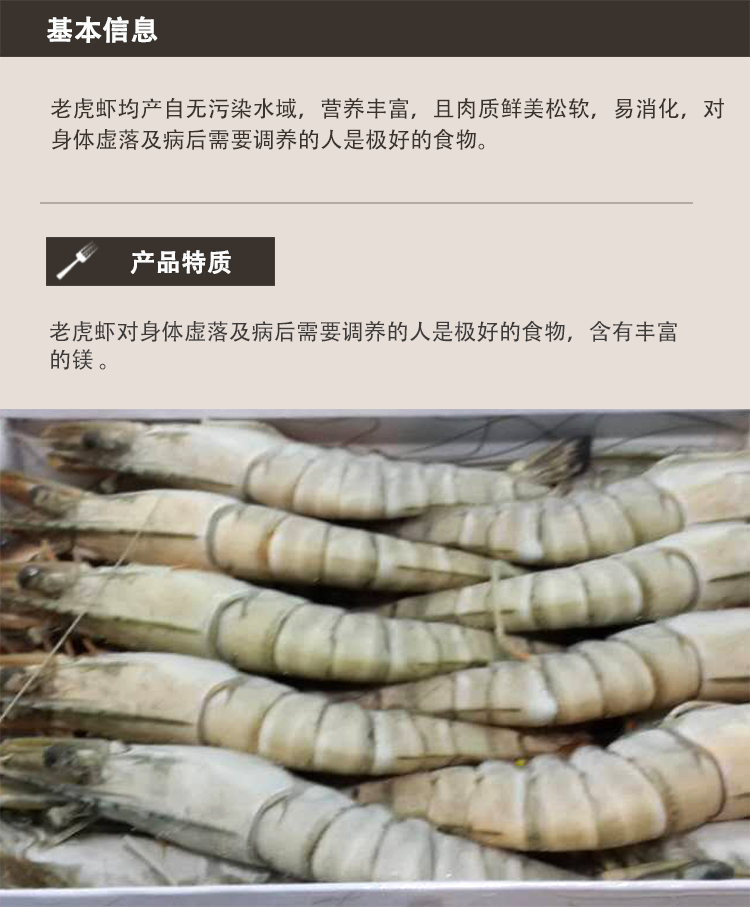 基本信息
老虎虾均产自无污染水域，营养丰富，且肉质鲜美松软，易消化，对
身体虚落及病后需要调养的人是极好的食物。
产品特质
老虎虾对身体虚落及病后需要调养的人是极好的食物，含有丰富
的镁。